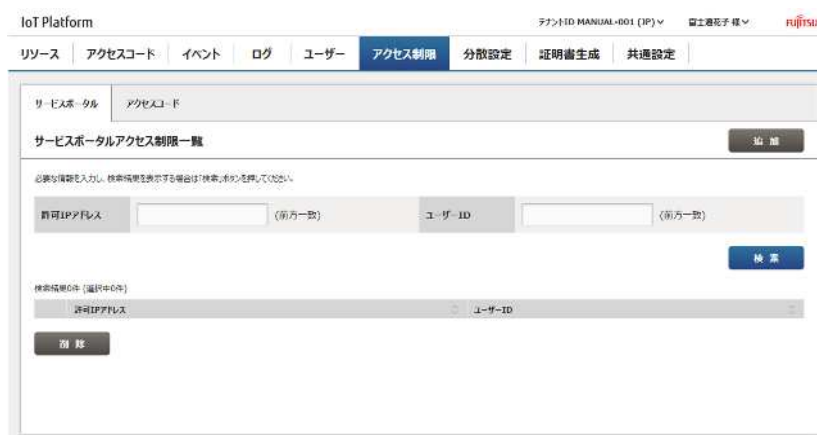 IoT Platform
テナントID MANUAL-001 (JP) 富士通花子 様 FUJITSU
リソース アクセスコード イベント ログ ユーザー アクセス制限 分散設定 証明書生成 共通設定
サービスポータル アクセスコード
サービスポータルアクセス制限一覧 追 加
必要な情報を入力し、検索結果を表示する場合は「検索」ボタンを押してください。
許可IPアドレス (前方一致) ユーザーID (前方一致)
検 索
検索結果0件 (選択中0件)
許可IPアドレス ユーザーID
削 除